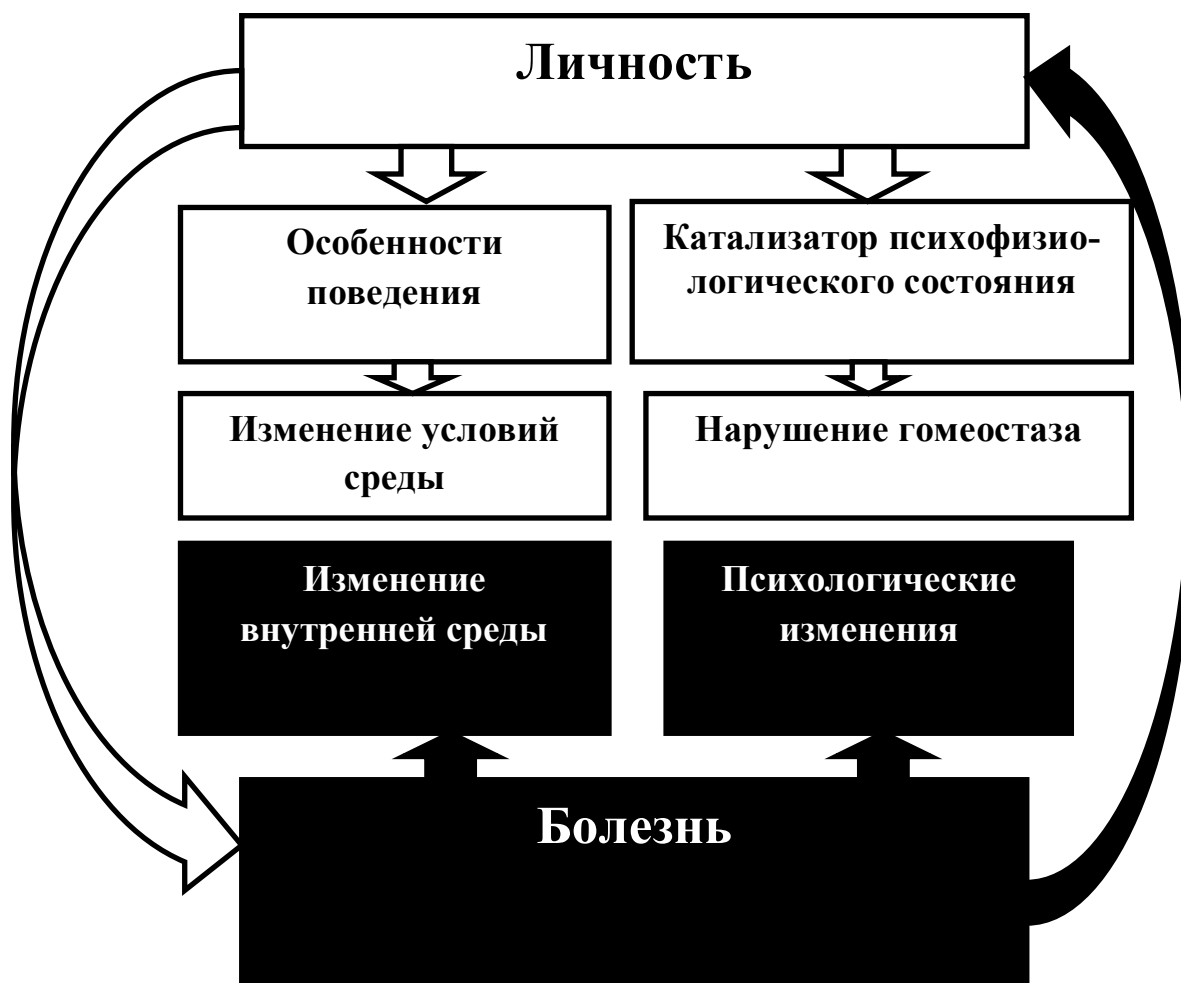 Личность
Особенности
поведения
Катализатор психофизио-
логического состояния
Изменение условий
среды
Нарушение гомеостаза
Изменение
внутренней среды
Психологические
изменения
Болезнь